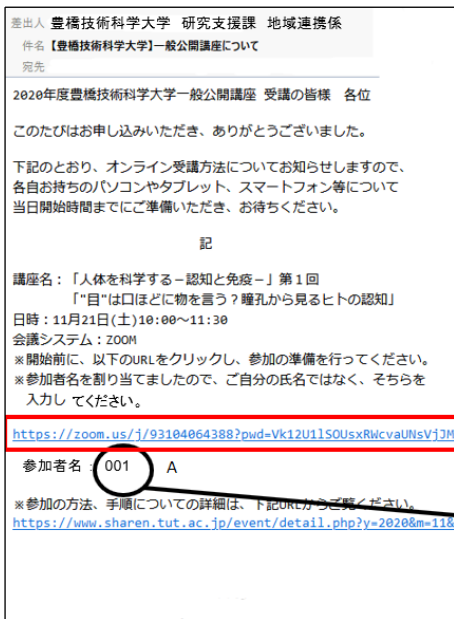 差出人 豊橋技術科学大学 研究支援課 地域連携係
件名 【豊橋技術科学大学】一般公開講座について
宛先
2020年度豊橋技術科学大学一般公開講座 受講の皆様 各位
このたびはお申し込みいただき、ありがとうございました。
下記のとおり、オンライン受講方法についてお知らせしますので、
各自お持ちのパソコンやタブレット、スマートフォン等について
当日開始時間までにご準備いただき、お待ちください。
記
講座名：「人体を科学する－認知と免疫－」第１回
「"目"は口ほどに物を言う？瞳孔から見るヒトの認知」
日時：11月21日(土)10:00～11:30
会議システム：ZOOM
※開始前に、以下のURLをクリックし、参加の準備を行ってください。
※参加者名を割り当てましたので、ご自分の氏名ではなく、そちらを
入力し てください。
https://zoom.us/j/93104064388?pwd=Vk12U1lSOUsxRWcvaUNsVjJM
参加者名： 001 A
※参加の方法、手順についての詳細は、下記URLからご覧ください。
https://www.sharen.tut.ac.jp/event/detail.php?y=2020&m=11&